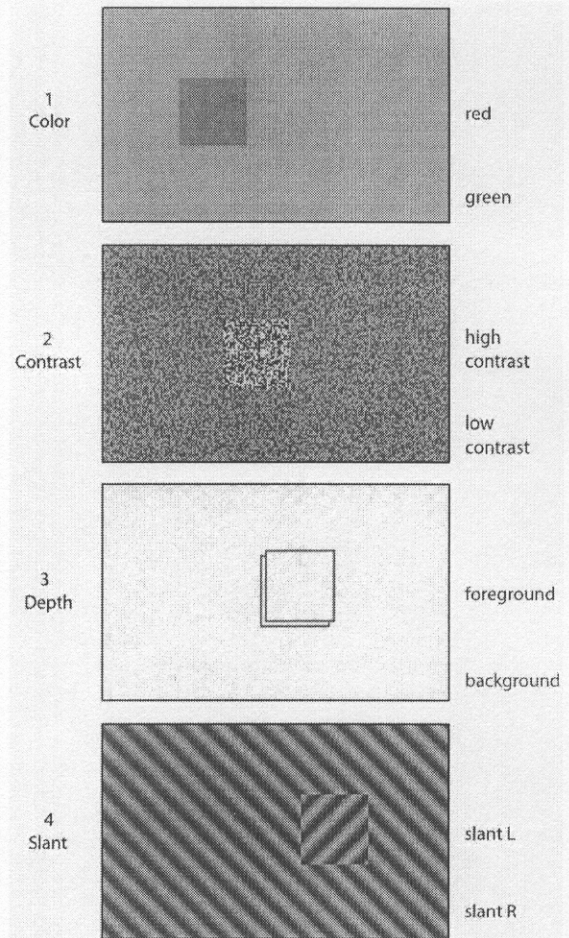 1
Color
red
green
2
Contrast
high
contrast
low
contrast
3
Depth
foreground
background
4
Slant
slant L
slant R